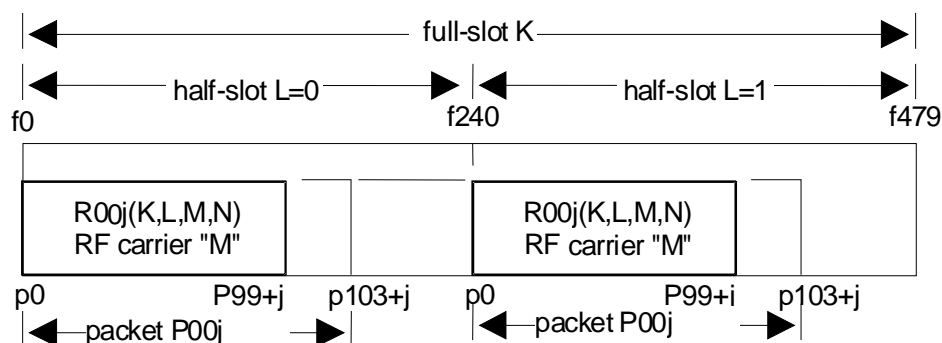 full-slot K
half-slot L=0
half-slot L=1
f0
f240
f479
R00j(K,L,M,N)
RF carrier "M"
R00j(K,L,M,N)
RF carrier "M"
p0
P99+j
p103+j
p0
P99+i
p103+j
packet P00j
packet P00j